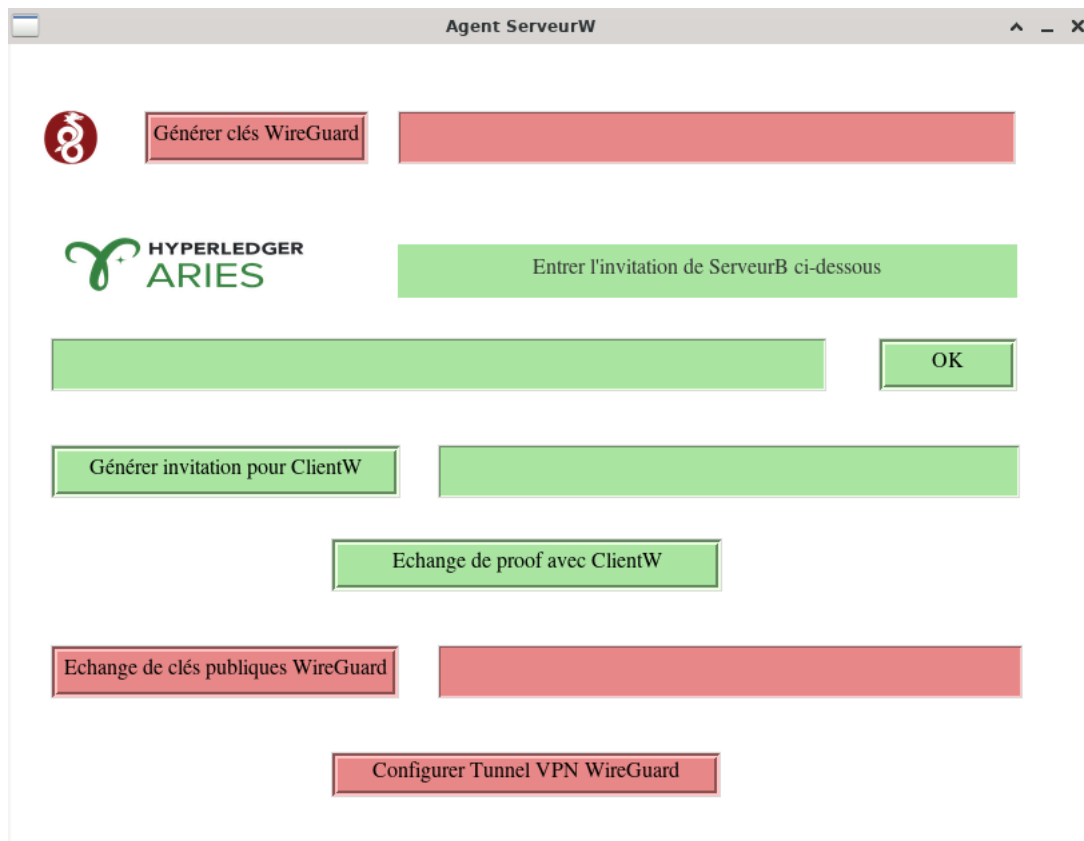 Agent ServeurW
Générer clés WireGuard
HYPERLEDGER
ARIES
Entrer l'invitation de ServeurB ci-dessous
OK
Générer invitation pour ClientW
Echange de proof avec ClientW
Echange de clés publiques WireGuard
Configurer Tunnel VPN WireGuard